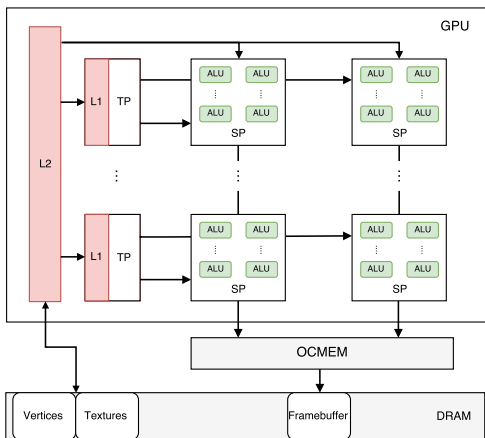 GPU
L2
L1 TP
ALU ALU
ALU ALU
SP
ALU ALU
ALU ALU
SP
L1 TP
ALU ALU
ALU ALU
SP
ALU ALU
ALU ALU
SP
OCMEM
Vertices
Textures
Framebuffer
DRAM